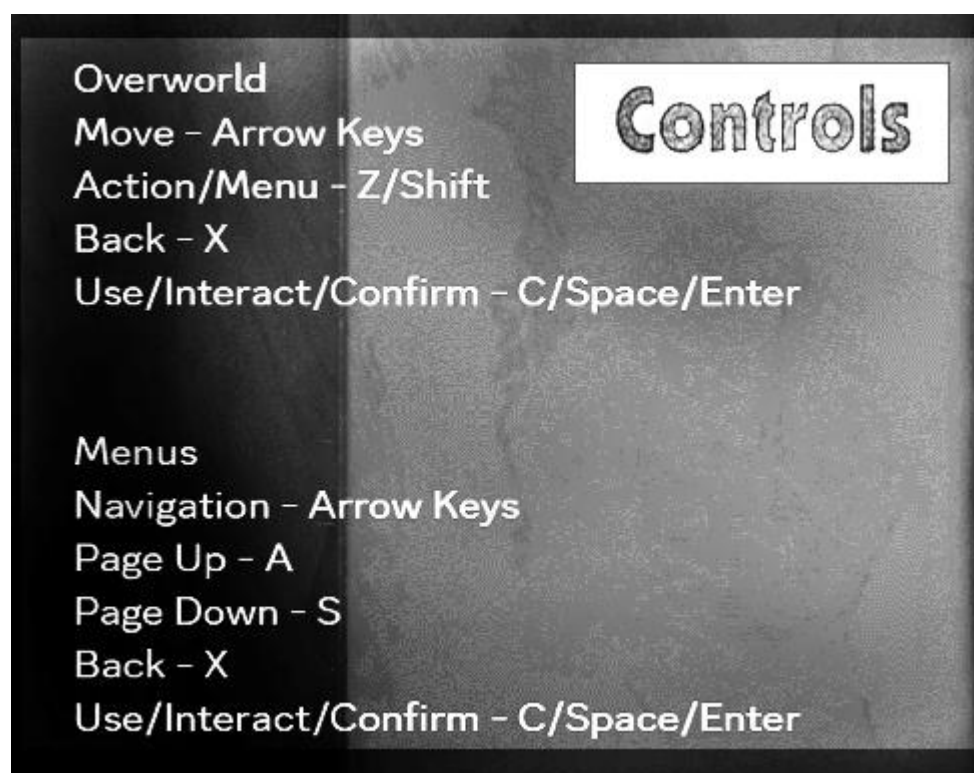 Controls
Overworld
Move - Arrow Keys
Action/Menu - Z/Shift
Back - X
Use/Interact/Confirm - C/Space/Enter
Menus
Navigation - Arrow Keys
Page Up - A
Page Down - S
Back - X
Use/Interact/Confirm - C/Space/Enter